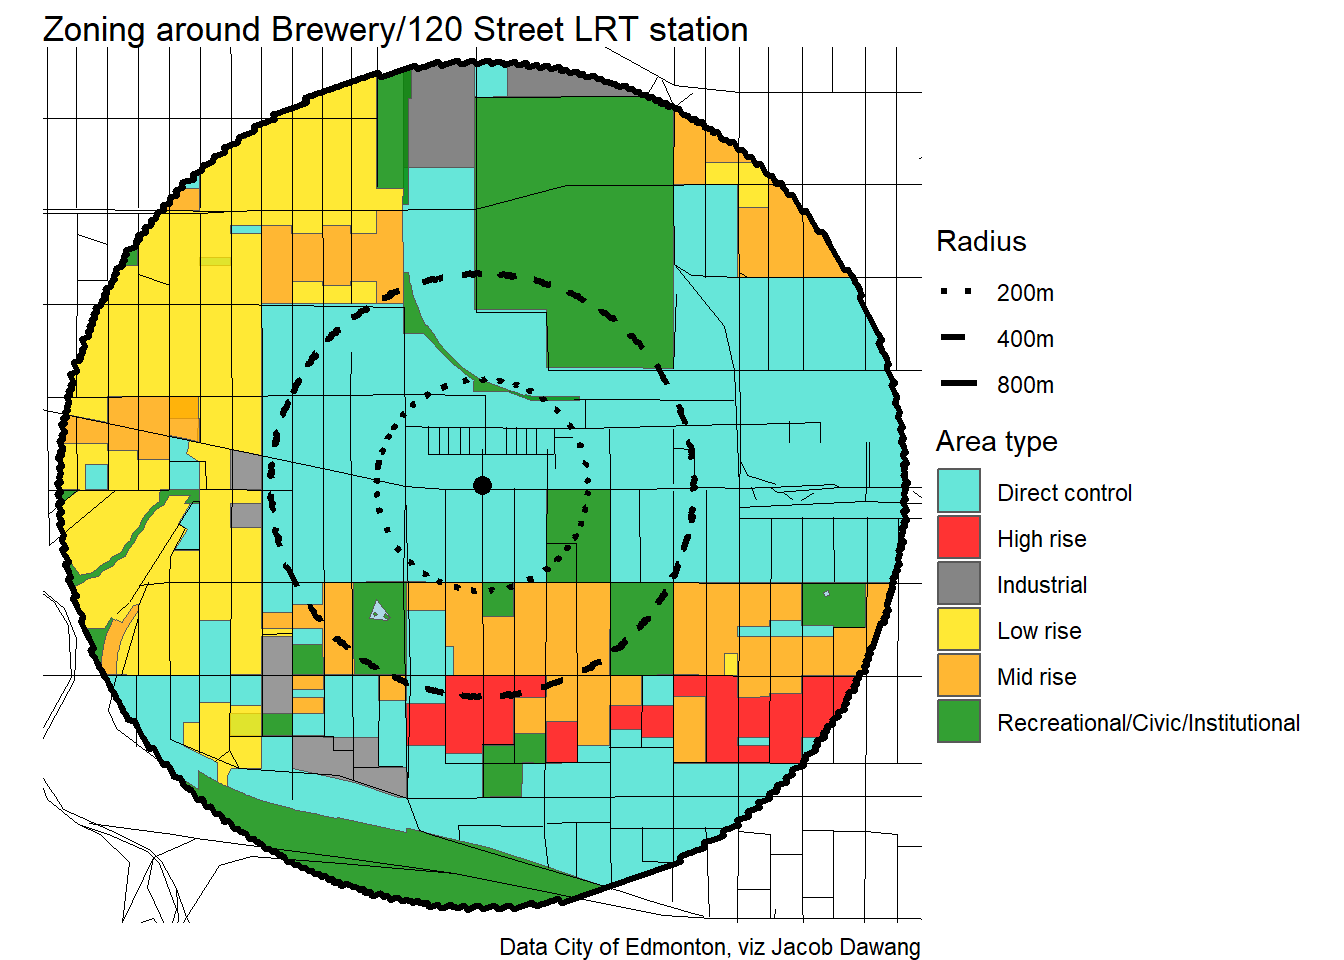 Zoning around Brewery/120 Street LRT station
Radius
200m
400m
800m
Area type
Direct control
High rise
Industrial
Low rise
Mid rise
Recreational/Civic/Institutional
Data City of Edmonton, viz Jacob Dawang